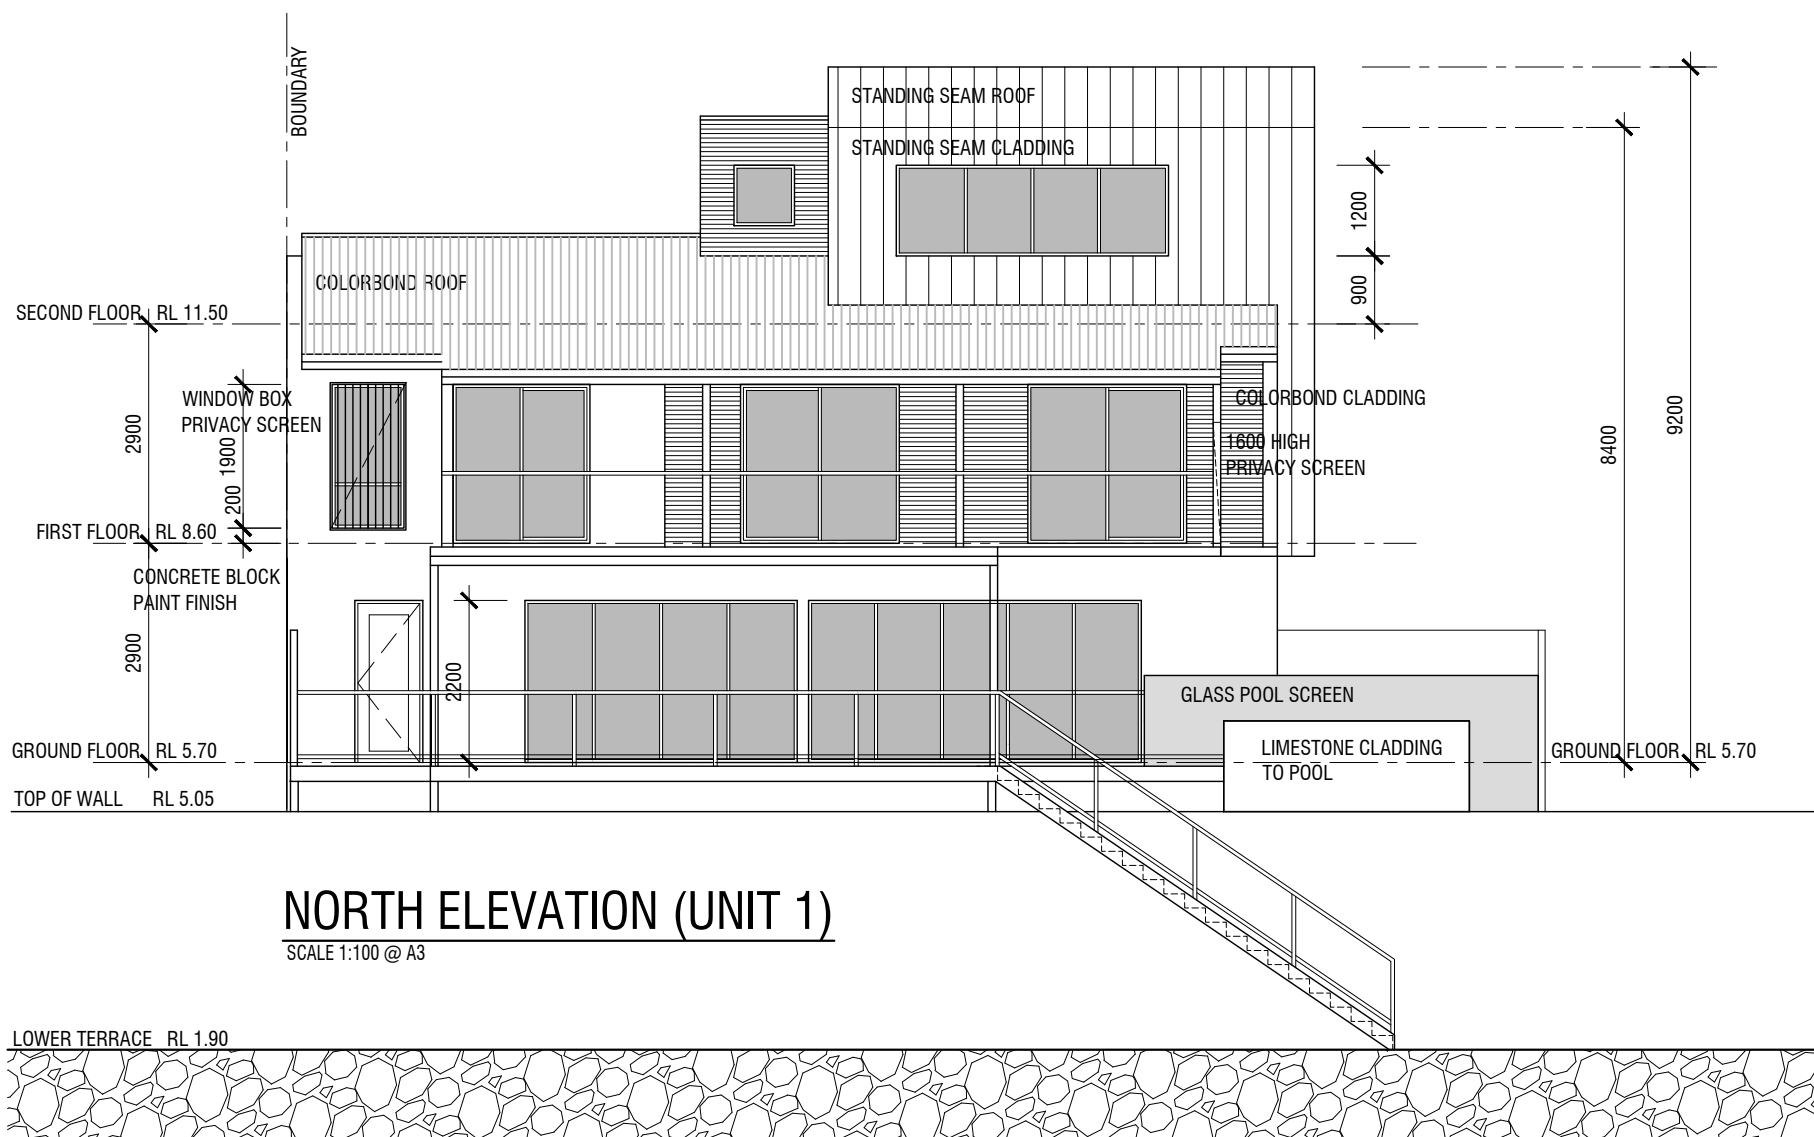 BOUNDARY
STANDING SEAM ROOF
STANDING SEAM CLADDING
1200
900
COLORBOND ROOF
SECOND FLOOR RL 11.50
WINDOW BOX
PRIVACY SCREEN
COLORBOND CLADDING
1600 HIGH
PRIVACY SCREEN
2900
1900
200
9200
8400
FIRST FLOOR RL 8.60
CONCRETE BLOCK
PAINT FINISH
2900
2200
GLASS POOL SCREEN
GROUND FLOOR RL 5.70
LIMESTONE CLADDING
TO POOL
GROUND FLOOR RL 5.70
TOP OF WALL RL 5.05
NORTH ELEVATION (UNIT 1)
SCALE 1:100 @ A3
LOWER TERRACE RL 1.90